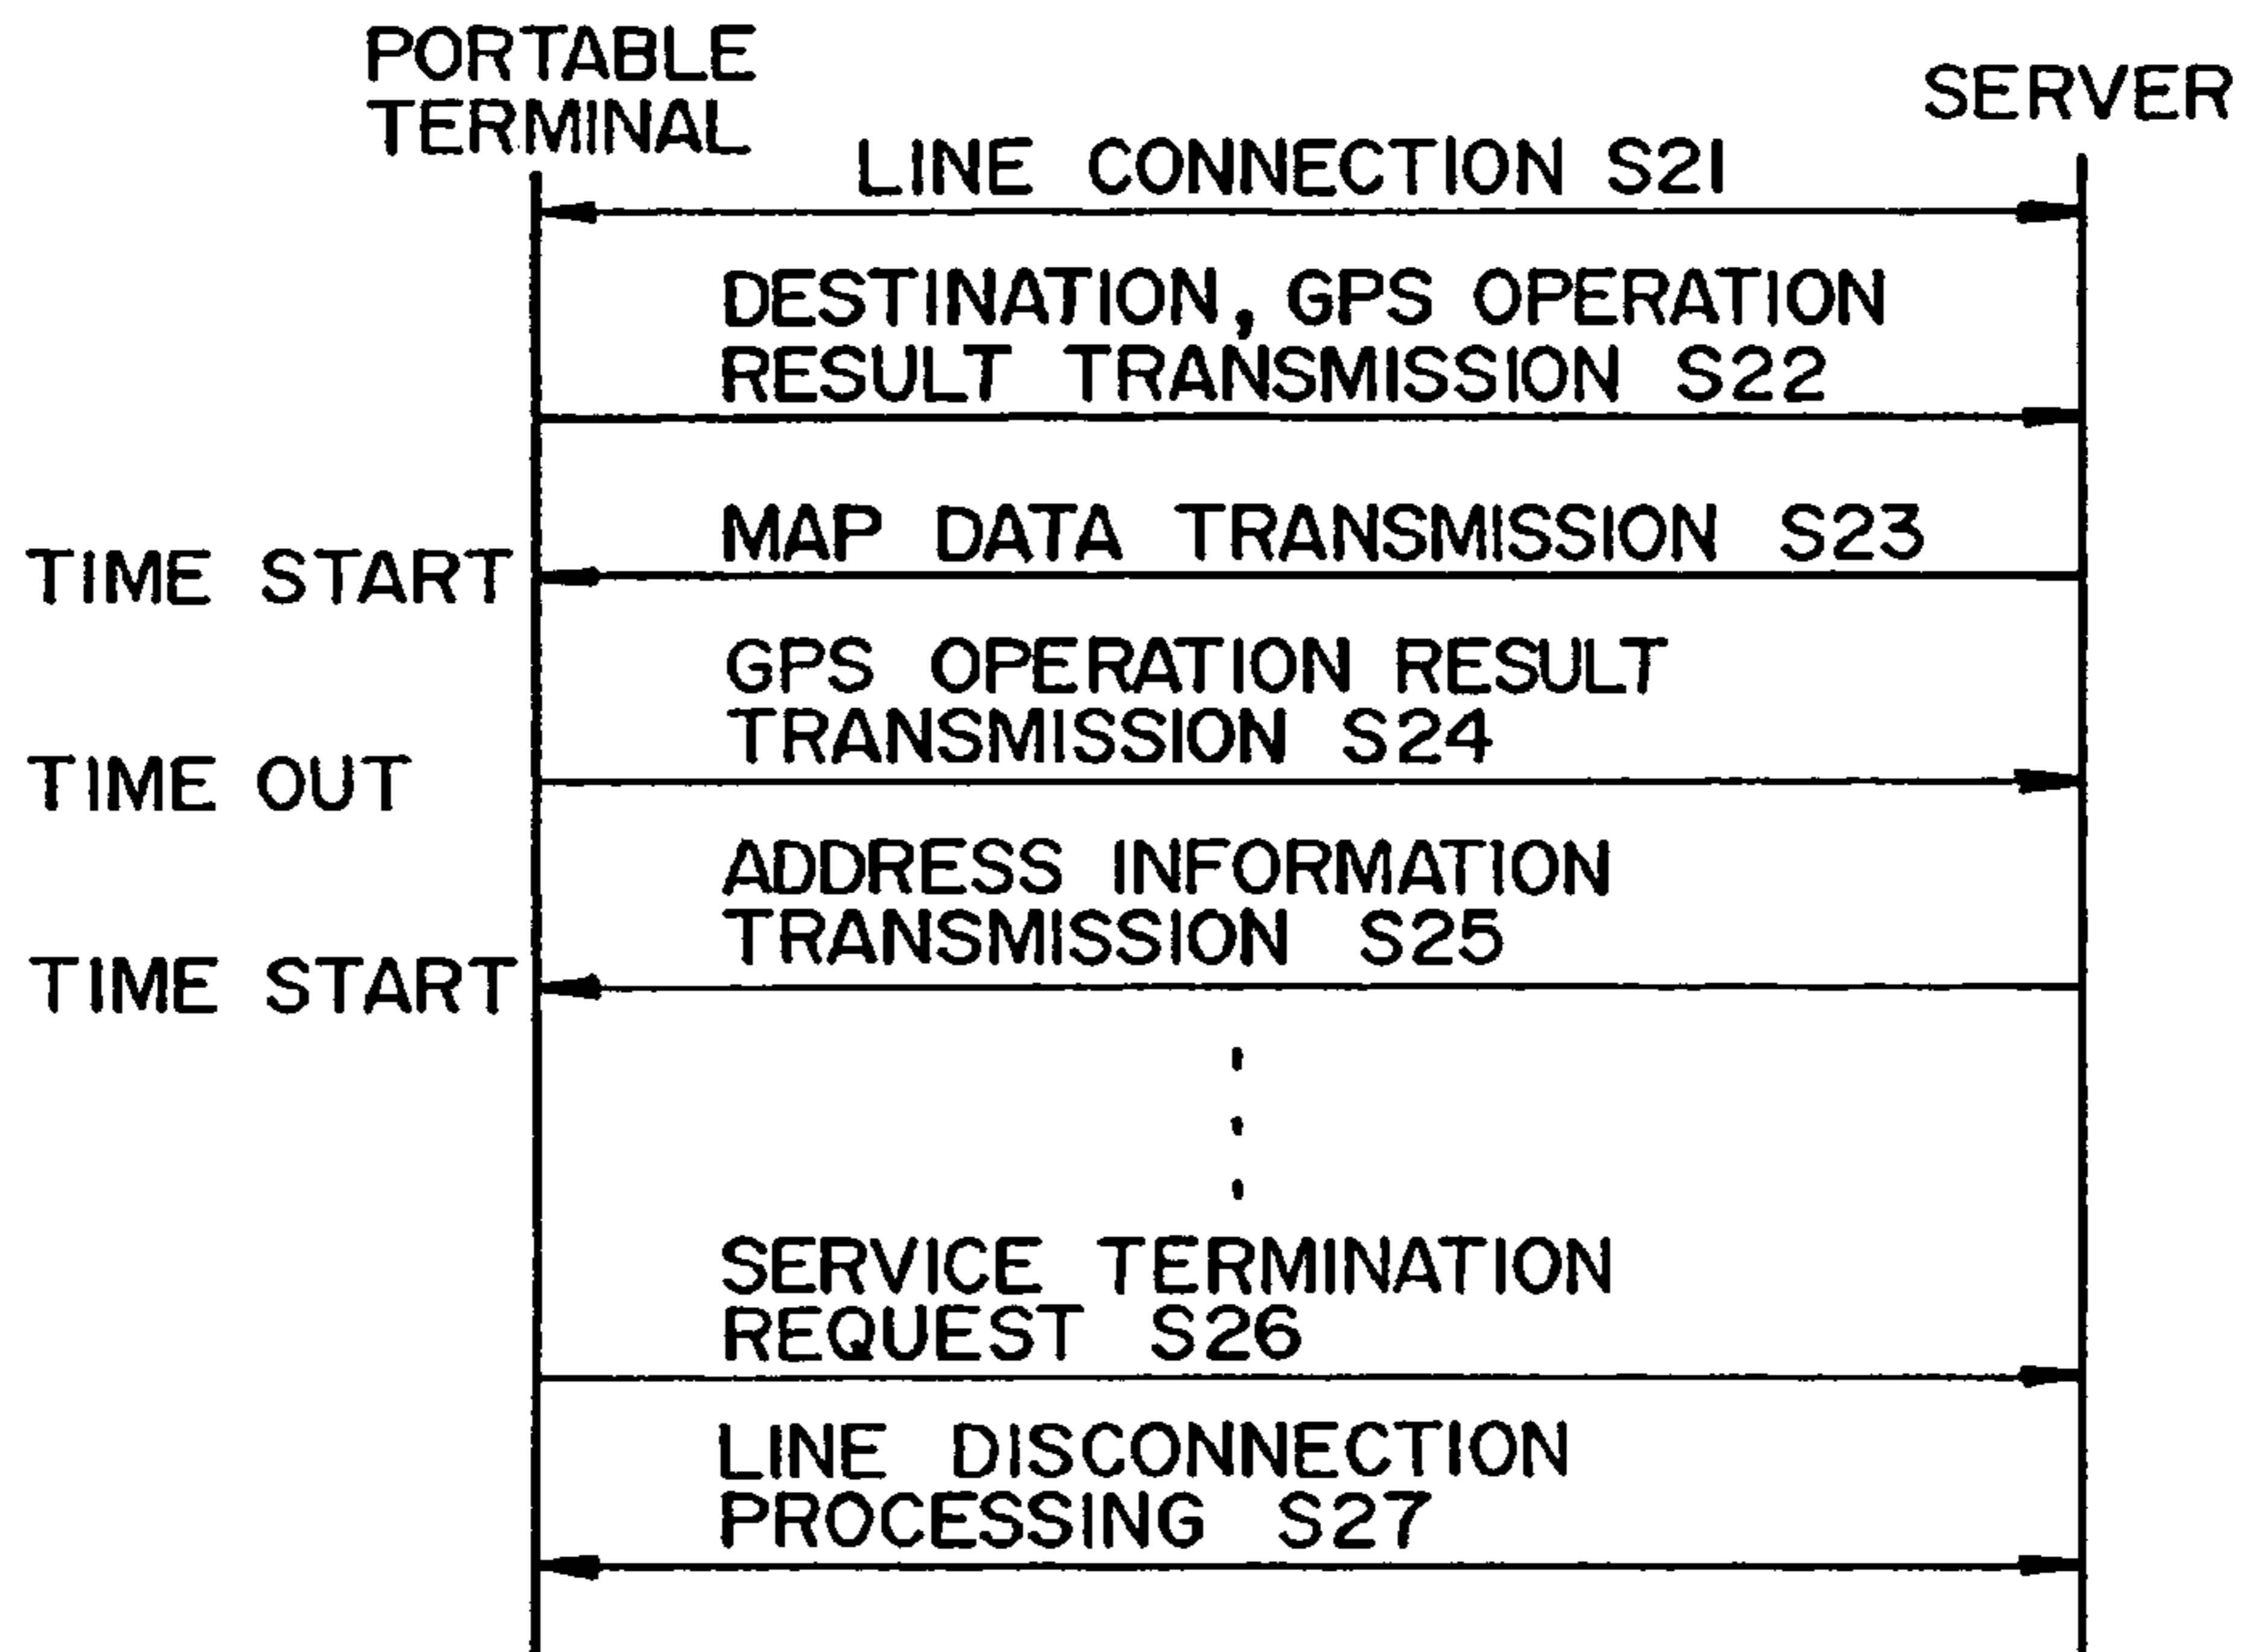 PORTABLE
TERMINAL
SERVER
LINE CONNECTION S21
DESTINATION, GPS OPERATION
RESULT TRANSMISSION S22
MAP DATA TRANSMISSION S23
TIME START
GPS OPERATION RESULT
TRANSMISSION S24
TIME OUT
ADDRESS INFORMATION
TRANSMISSION S25
TIME START
SERVICE TERMINATION
REQUEST S26
LINE DISCONNECTION
PROCESSING S27